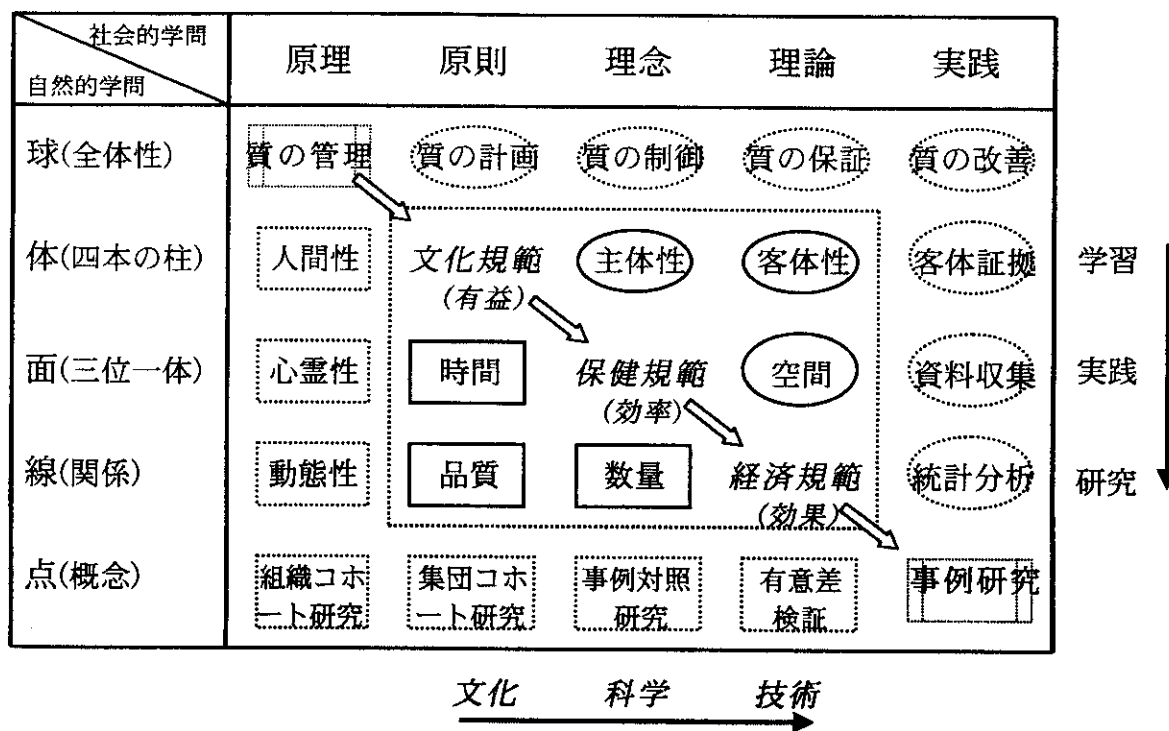 社会的学問
自然的学問
原理 原則 理念 理論 実践
球(全体性) 質の管理 質の計画 質の制御 質の保証 質の改善
体(四本の柱) 人間性 文化規範 主体性 客体性 客体証拠 学習
(有益)
面(三位一体) 心霊性 時間 保健規範 空間 資料収集 実践
(効率)
線(関係) 動態性 品質 数量 経済規範 統計分析 研究
(効果)
点(概念) 組織コホ 集団コホ 事例対照 有意差 事例研究
ート研究 ート研究 研究 検証
文化 科学 技術